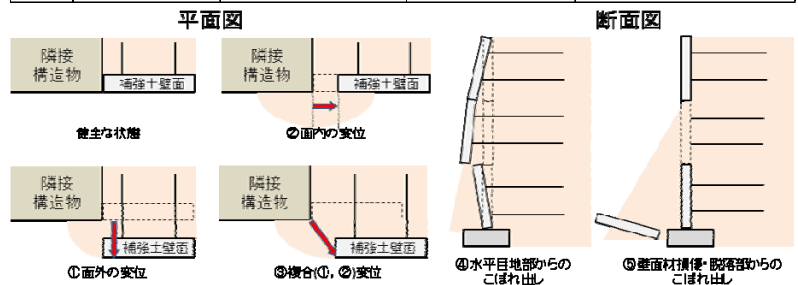 平面図
断面図
隣接
構造物
補強土壁面
健全な状態
隣接
構造物
補強土壁面
②面内の変位
隣接
構造物
補強土壁面
①面外の変位
隣接
構造物
補強土壁面
③複合(①, ②)変位
④水平目地部からの
こぼれ出し
⑤壁面材損傷・脱落部からの
こぼれ出し